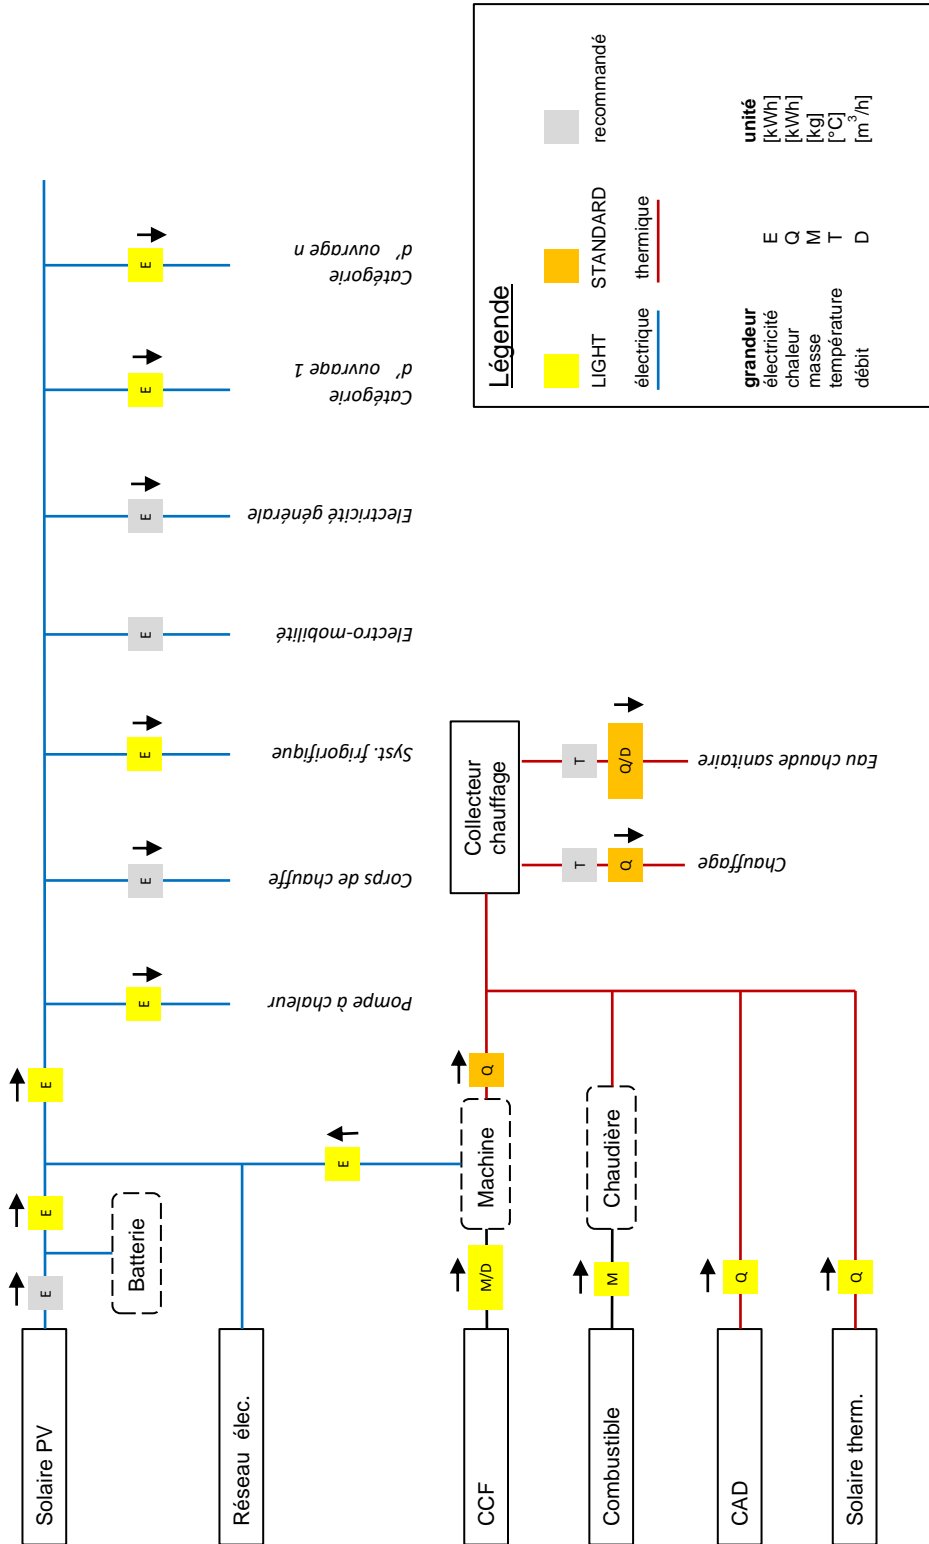 Solaire PV
E
E
E
Batterie
E
E
E
E
E
E
E
Réseau élec.
Pompe à chaleur
Corps de chauffe
Syst. frigorifique
Electro-mobilité
Electricité générale
Catégorie
d' ouvrage 1
Catégorie
d' ouvrage n
E
CCF
M/D
Machine
Q
Collecteur
chauffage
T
T
Q
Q/D
Chauffage
Eau chaude sanitaire
Combustible
M
Chaudière
CAD
Q
Solaire therm.
Q
Légende
LIGHT STANDARD recommandé
électrique thermique
grandeur unité
électricité E [kWh]
chaleur Q [kWh]
masse M [kg]
température T [°C]
débit D [m³/h]